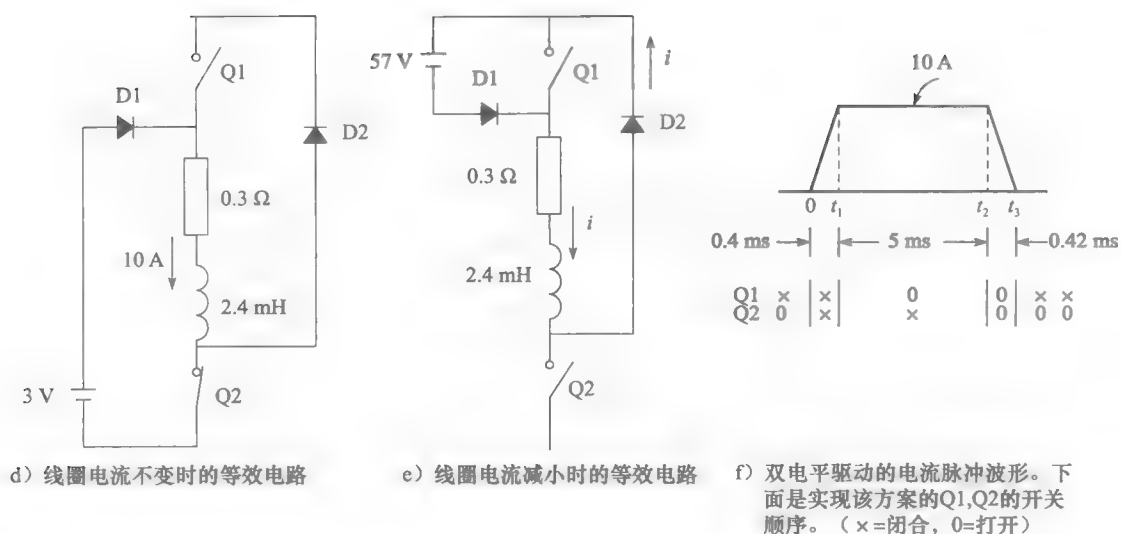 Q1
D1
D2
0.3 Ω
10 A
2.4 mH
3 V
Q2
d）线圈电流不变时的等效电路
57 V
i
Q1
D1
D2
0.3 Ω
i
2.4 mH
Q2
e）线圈电流减小时的等效电路
10 A
0 t₁ t₂ t₃
0.4 ms 5 ms 0.42 ms
Q1 × × 0 0 × ×
Q2 0 × × 0 0 0
f）双电平驱动的电流脉冲波形。下
面是实现该方案的Q1,Q2的开关
顺序。（×=闭合，0=打开）